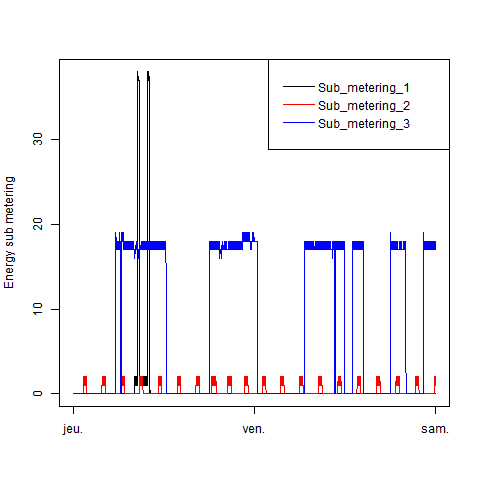 Sub_metering_1
Sub_metering_2
Sub_metering_3
Energy sub metering
30
20
10
0
jeu.
ven.
sam.